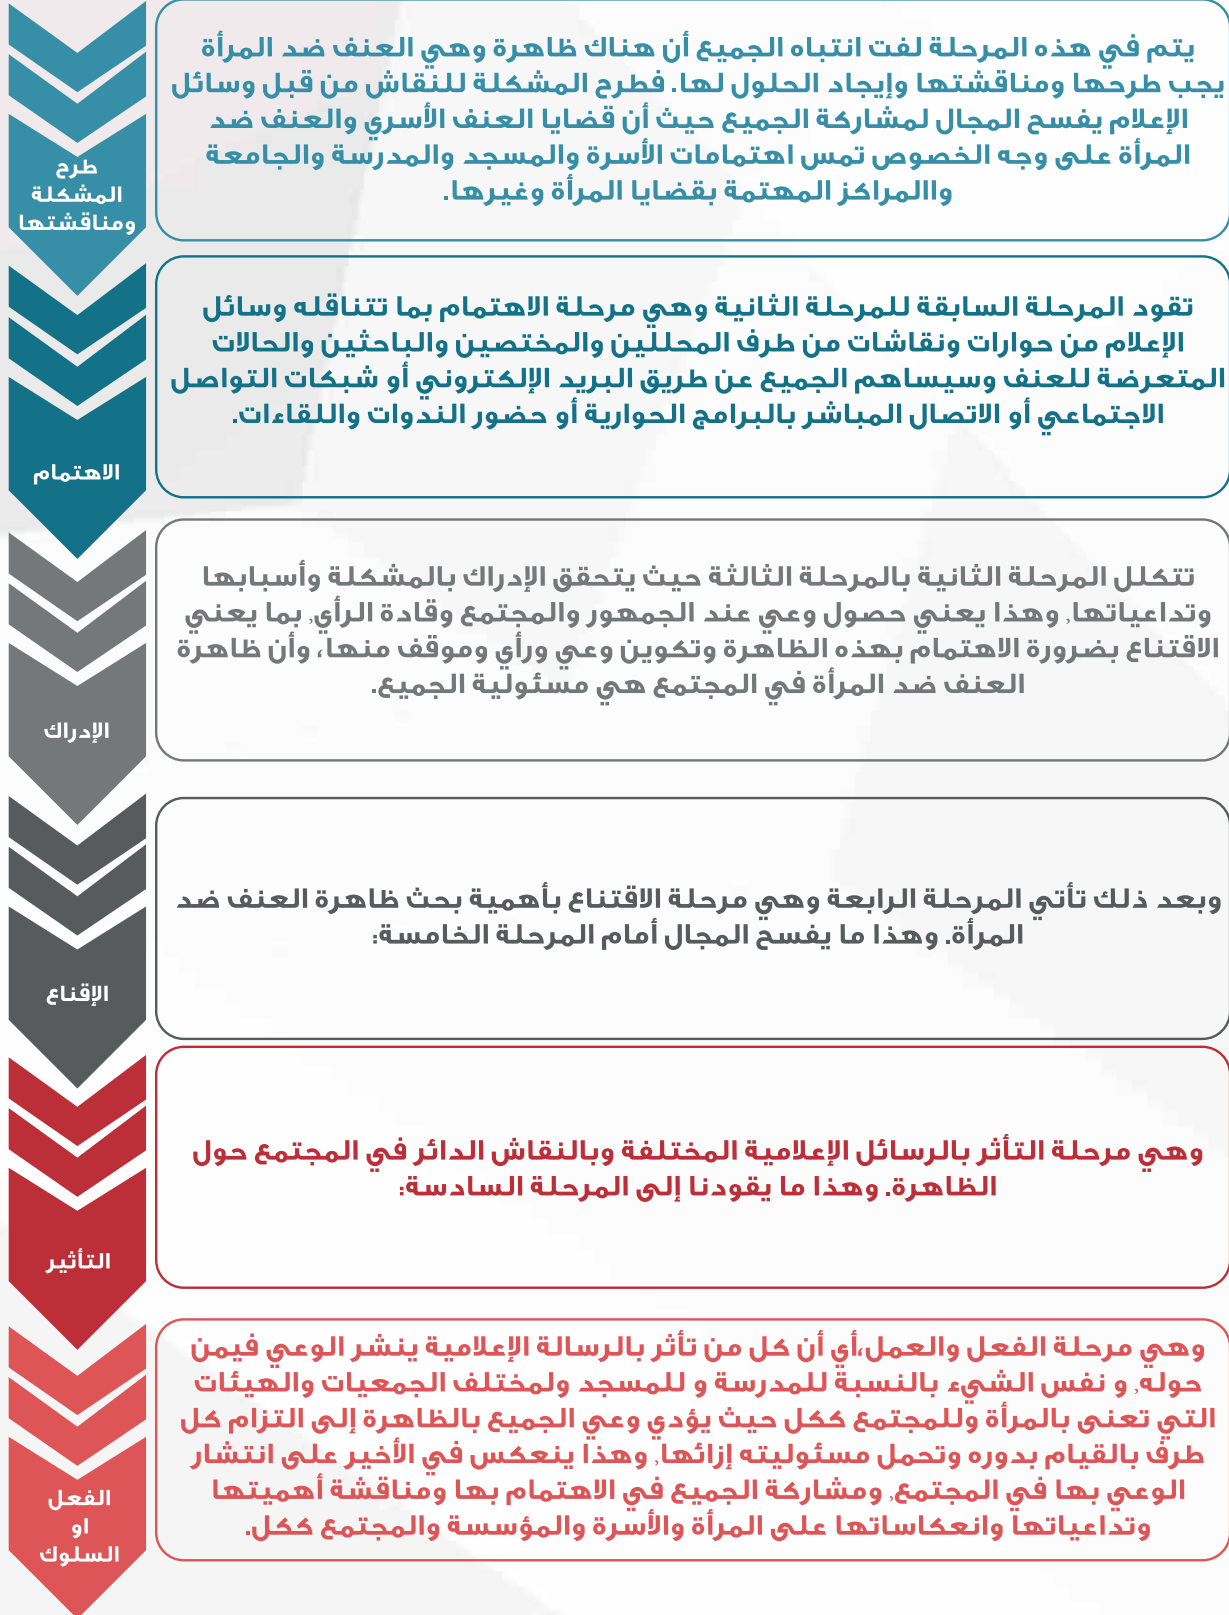 طرح
المشكلة
ومناقشتها
يتم في هذه المرحلة لفت انتباه الجميع أن هناك ظاهرة وهي العنف ضد المرأة
يجب طرحها ومناقشتها وإيجاد الحلول لها. فطرح المشكلة للنقاش من قبل وسائل
الإعلام يفسح المجال لمشاركة الجميع حيث أن قضايا العنف الأسري والعنف ضد
المرأة على وجه الخصوص تمس اهتمامات الأسرة والمسجد والمدرسة والجامعة
واالمراكز المهتمة بقضايا المرأة وغيرها.
الاهتمام
تقود المرحلة السابقة للمرحلة الثانية وهي مرحلة الاهتمام بما تتناقله وسائل
الإعلام من حوارات ونقاشات من طرف المحللين والمختصين والباحثين والحالات
المتعرضة للعنف وسيساهم الجميع عن طريق البريد الإلكتروني أو شبكات التواصل
الاجتماعي أو الاتصال المباشر بالبرامج الحوارية أو حضور الندوات واللقاءات.
الإدراك
تتكلل المرحلة الثانية بالمرحلة الثالثة حيث يتحقق الإدراك بالمشكلة وأسبابها
وتداعياتها, وهذا يعني حصول وعي عند الجمهور والمجتمع وقادة الرأي, بما يعني
الاقتناع بضرورة الاهتمام بهذه الظاهرة وتكوين وعي ورأي وموقف منها، وأن ظاهرة
العنف ضد المرأة في المجتمع هي مسئولية الجميع.
الإقناع
وبعد ذلك تأتي المرحلة الرابعة وهي مرحلة الاقتناع بأهمية بحث ظاهرة العنف ضد
المرأة. وهذا ما يفسح المجال أمام المرحلة الخامسة:
التأثير
وهي مرحلة التأثر بالرسائل الإعلامية المختلفة وبالنقاش الدائر في المجتمع حول
الظاهرة. وهذا ما يقودنا إلى المرحلة السادسة:
الفعل
او
السلوك
وهي مرحلة الفعل والعمل،أي أن كل من تأثر بالرسالة الإعلامية ينشر الوعي فيمن
حوله, و نفس الشيء بالنسبة للمدرسة و للمسجد ولمختلف الجمعيات والهيئات
التي تعنى بالمرأة وللمجتمع ككل حيث يؤدي وعي الجميع بالظاهرة إلى التزام كل
طرف بالقيام بدوره وتحمل مسئوليته إزائها, وهذا ينعكس في الأخير على انتشار
الوعي بها في المجتمع, ومشاركة الجميع في الاهتمام بها ومناقشة أهميتها
وتداعياتها وانعكاساتها على المرأة والأسرة والمؤسسة والمجتمع ككل.